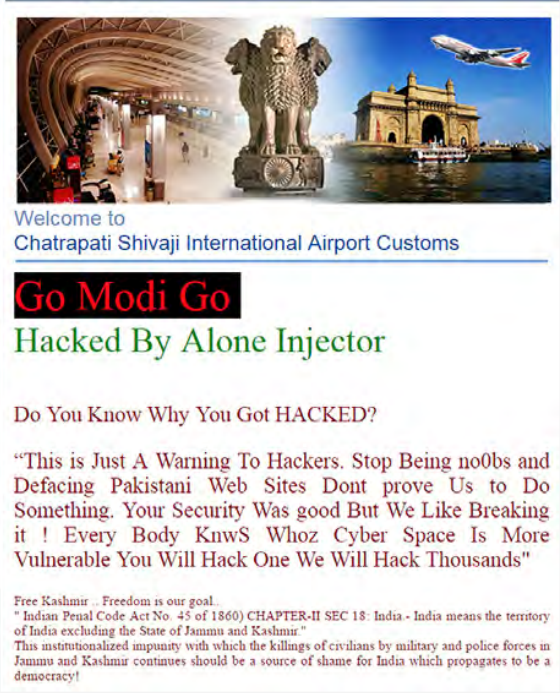 Welcome to
Chatrapati Shivaji International Airport Customs
Go Modi Go
Hacked By Alone Injector
Do You Know Why You Got HACKED?
“This is Just A Warning To Hackers. Stop Being no0bs and
Defacing Pakistani Web Sites Dont prove Us to Do
Something. Your Security Was good But We Like Breaking
it ! Every Body KnwS Whoz Cyber Space Is More
Vulnerable You Will Hack One We Will Hack Thousands"
Free Kashmir .. Freedom is our goal..
" Indian Penal Code Act No. 45 of 1860) CHAPTER-II SEC 18: India.- India means the territory
of India excluding the State of Jammu and Kashmir."
This institutionalized impunity with which the killings of civilians by military and police forces in
Jammu and Kashmir continues should be a source of shame for India which propagates to be a
democracy!